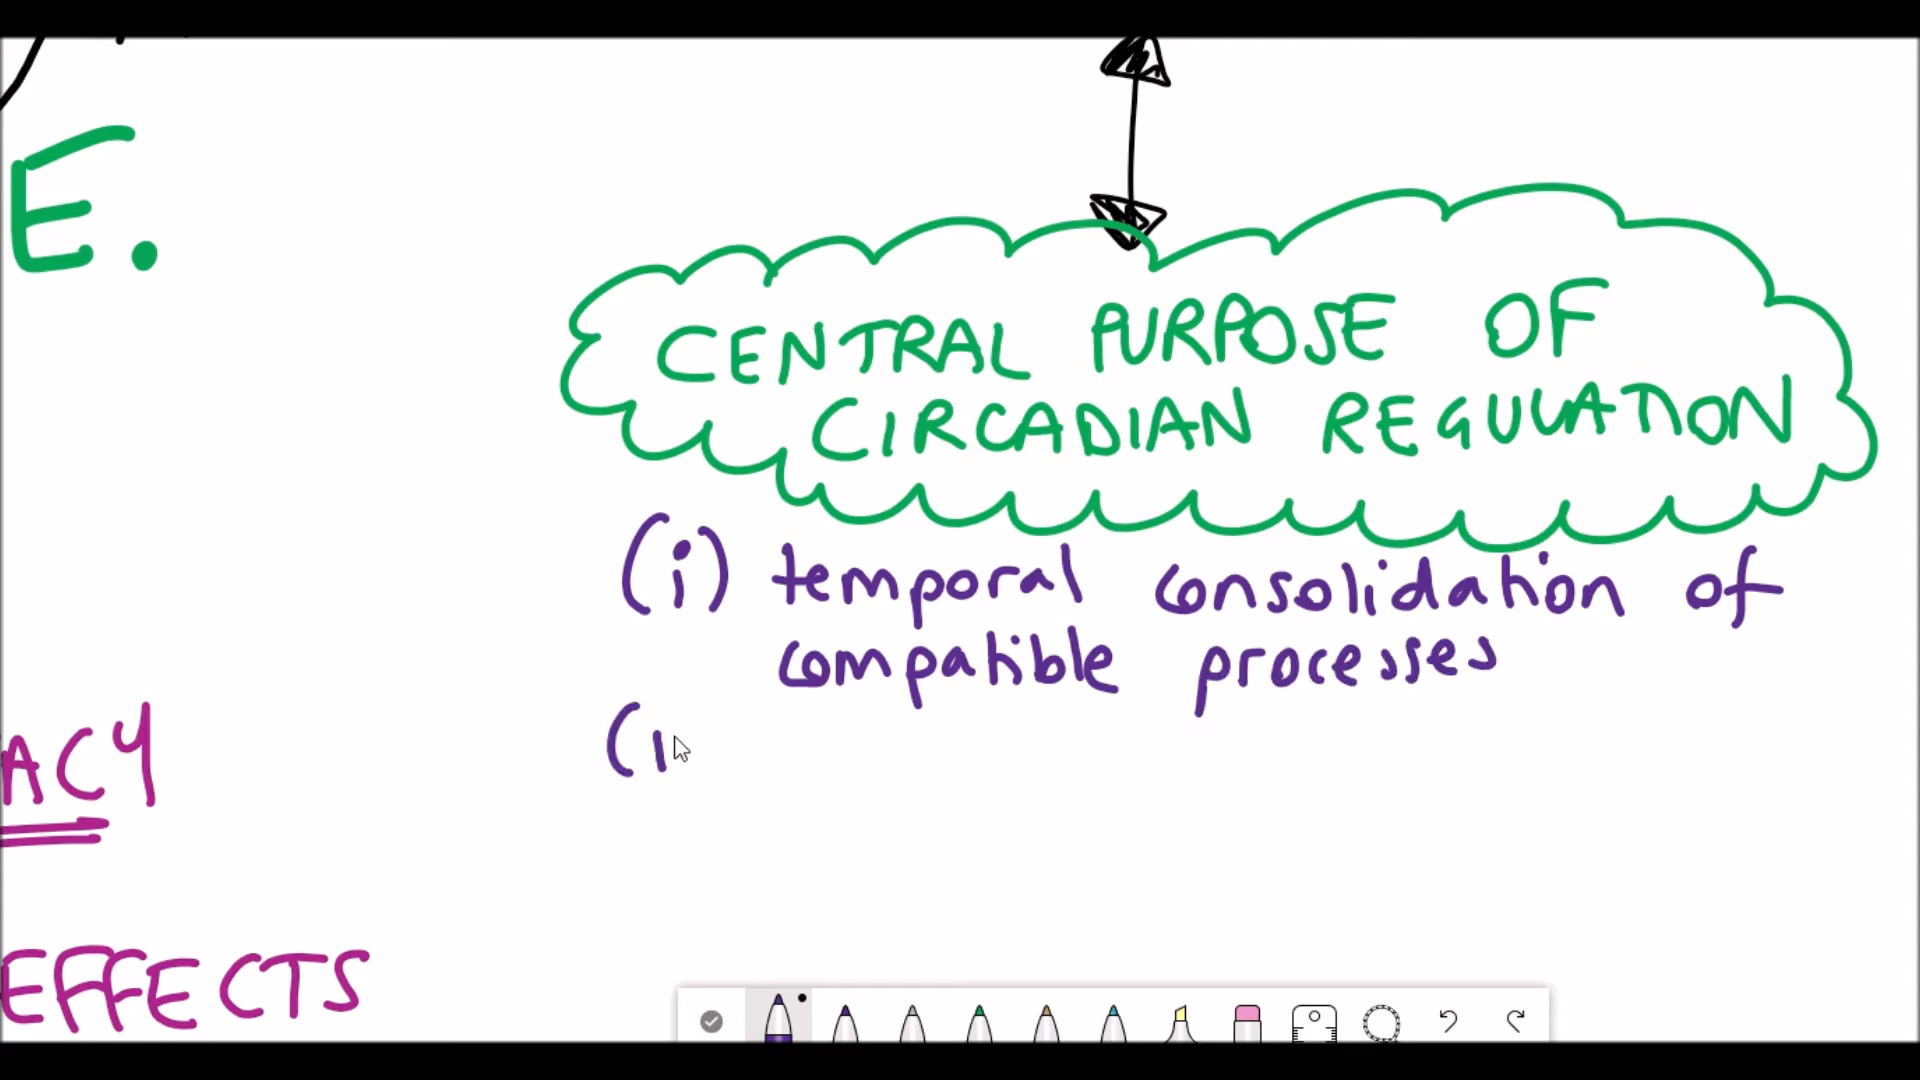 E.
CENTRAL PURPOSE OF
CIRCADIAN REGULATION
(i) temporal consolidation of
compatible processes
(i
ACY
EFFECTS